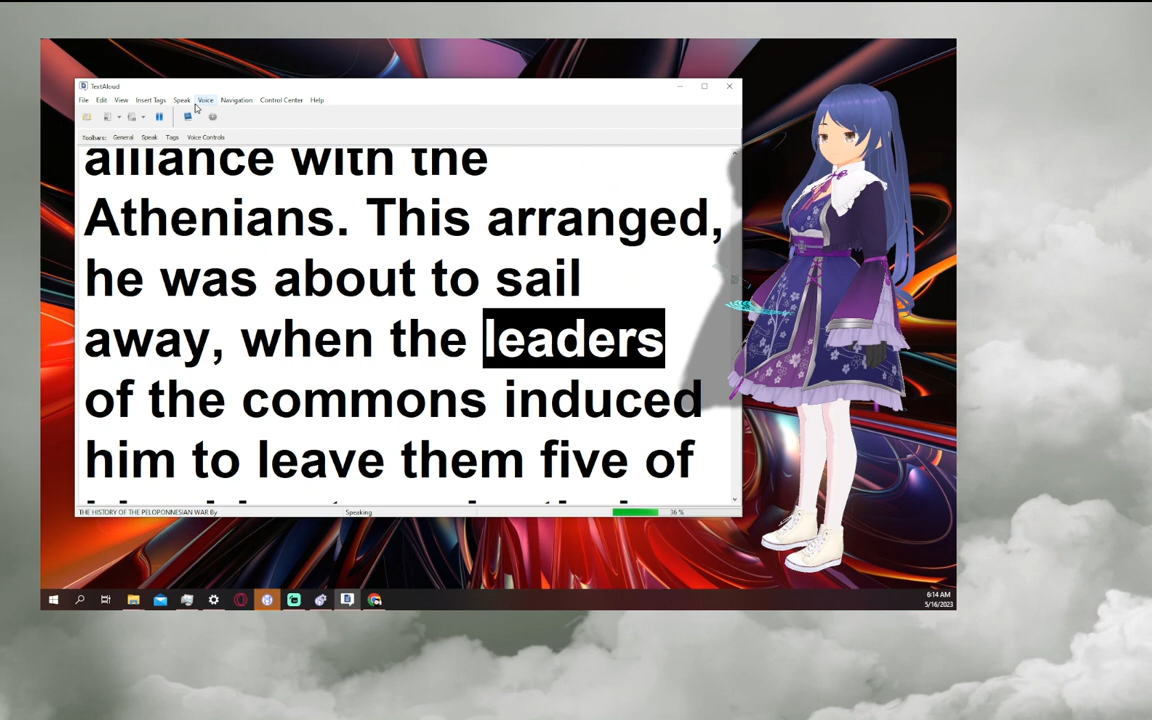 TextAloud
File Edit View Insert Tags Speak Voice Navigation Control Center Help
Toolbars: General Speak Tags Voice Controls
alliance with the
Athenians. This arranged,
he was about to sail
away, when the leaders
of the commons induced
him to leave them five of
THE HISTORY OF THE PELOPONNESIAN WAR By Speaking 36 %
6:14 AM
5/16/2023